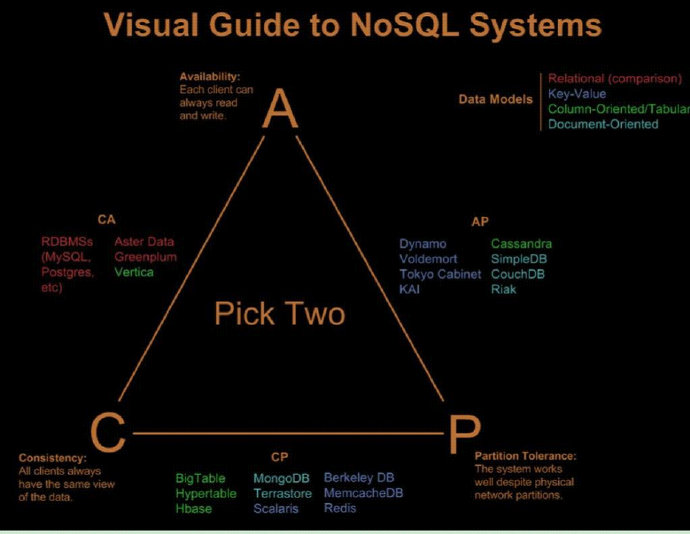 Visual Guide to NoSQL Systems
Availability:
Each client can
always read
and write.
A
Data Models
Relational (comparison)
Key-Value
Column-Oriented/Tabular
Document-Oriented
CA
RDBMSs
(MySQL,
Postgres,
etc)
Aster Data
Greenplum
Vertica
AP
Dynamo
Voldemort
Tokyo Cabinet
KAI
Cassandra
SimpleDB
CouchDB
Riak
Pick Two
C
P
Consistency:
All clients always
have the same view
of the data.
CP
BigTable
Hypertable
Hbase
MongoDB
Terrastore
Scalaris
Berkeley DB
MemcacheDB
Redis
Partition Tolerance:
The system works
well despite physical
network partitions.